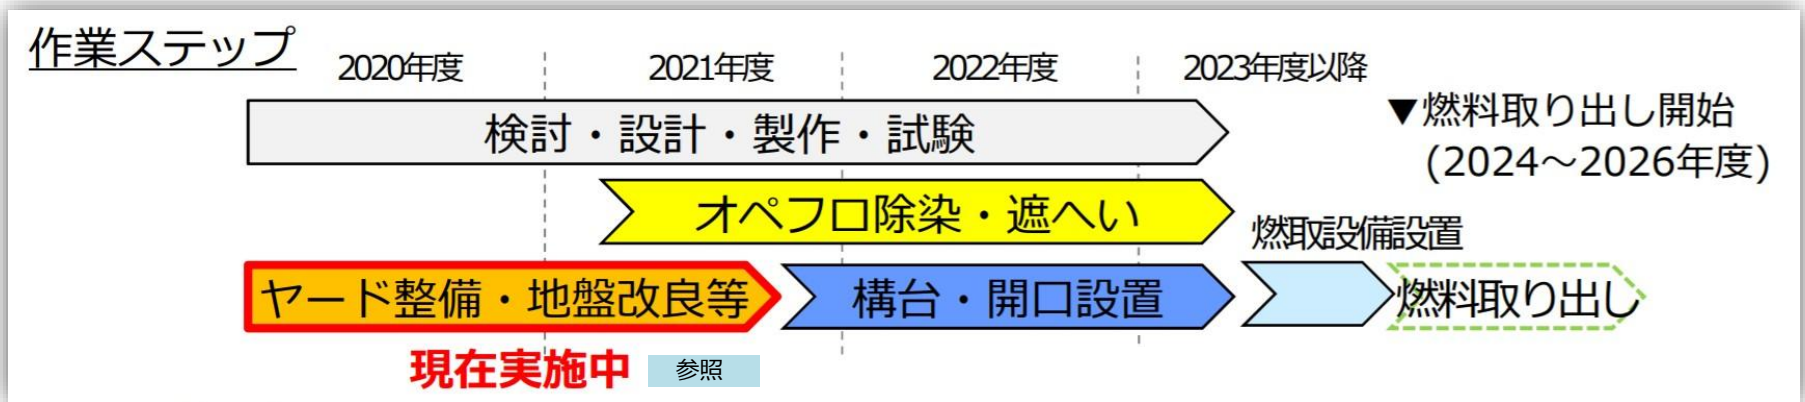 作業ステップ
2020年度
2021年度
2022年度
2023年度以降
検討・設計・製作・試験
▼燃料取り出し開始
(2024～2026年度)
オペフロ除染・遮へい
燃取設備設置
ヤード整備・地盤改良等
構台・開口設置
燃料取り出し
現在実施中
参照